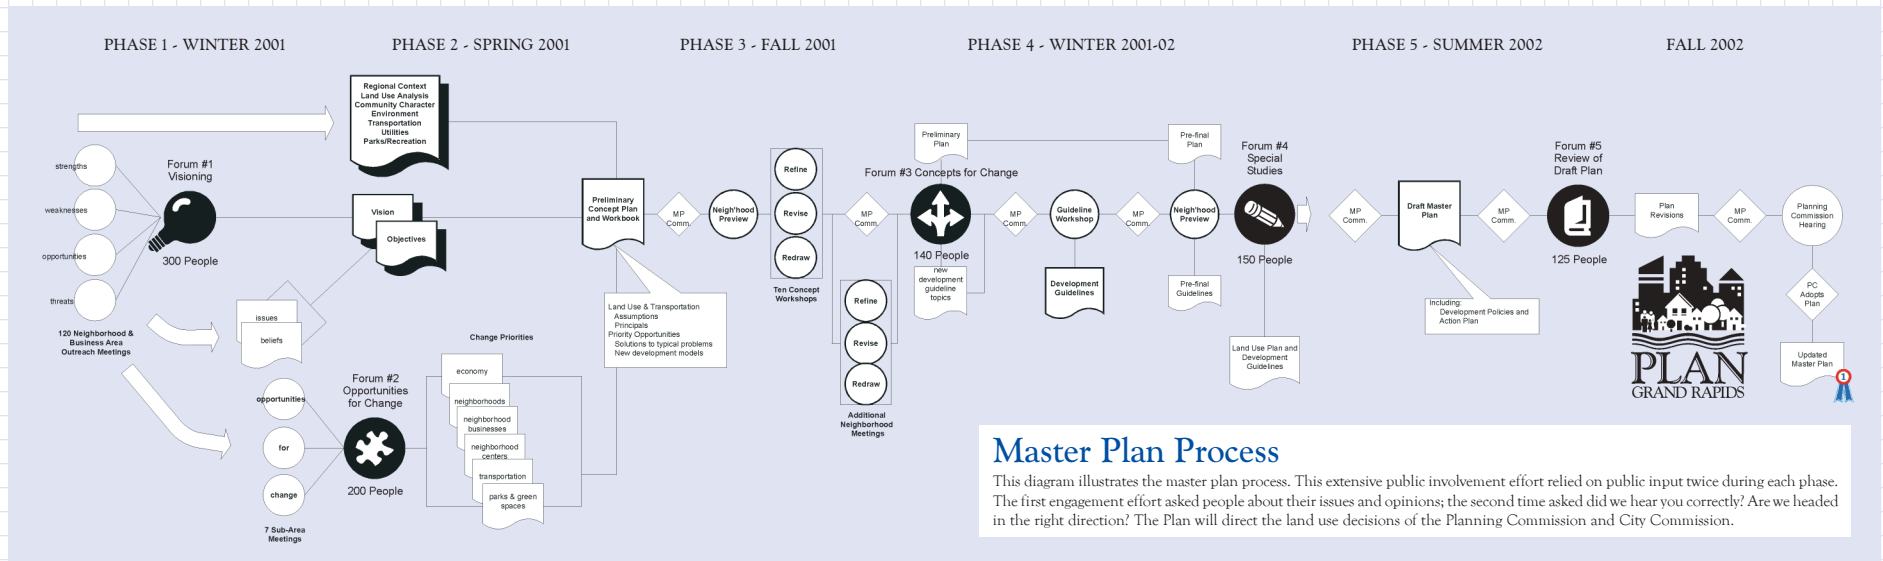 PHASE 1 - WINTER 2001
PHASE 2 - SPRING 2001
PHASE 3 - FALL 2001
PHASE 4 - WINTER 2001-02
PHASE 5 - SUMMER 2002
FALL 2002
strengths
weaknesses
opportunities
threats
120 Neighborhood &
Business Area
Outreach Meetings
Forum #1
Visioning
300 People
Regional Context
Land Use Analysis
Community Character
Environment
Transportation
Utilities
Parks/Recreation
Vision
Objectives
issues
beliefs
opportunities
for
change
7 Sub-Area
Meetings
Forum #2
Opportunities
for Change
200 People
Change Priorities
economy
neighborhoods
neighborhood
businesses
neighborhood
centers
transportation
parks & green
spaces
Preliminary
Concept Plan
and Workbook
Land Use & Transportation
Assumptions
Principals
Priority Opportunities
Solutions to typical problems
New development models
MP
Comm.
Neigh'hood
Preview
Refine
Revise
Redraw
Ten Concept
Workshops
MP
Comm.
Refine
Revise
Redraw
Additional
Neighborhood
Meetings
Preliminary
Plan
Forum #3 Concepts for Change
140 People
new
development
guideline
topics
MP
Comm.
Guideline
Workshop
Development
Guidelines
MP
Comm.
Pre-final
Plan
Neigh'hood
Preview
Pre-final
Guidelines
Forum #4
Special
Studies
150 People
Land Use Plan and
Development
Guidelines
MP
Comm.
Draft Master
Plan
Including:
Development Policies and
Action Plan
MP
Comm.
Forum #5
Review of
Draft Plan
125 People
Plan
Revisions
MP
Comm.
Planning
Commission
Hearing
PC
Adopts
Plan
Updated
Master Plan
1
PLAN
GRAND RAPIDS
Master Plan Process
This diagram illustrates the master plan process. This extensive public involvement effort relied on public input twice during each phase.
The first engagement effort asked people about their issues and opinions; the second time asked did we hear you correctly? Are we headed
in the right direction? The Plan will direct the land use decisions of the Planning Commission and City Commission.